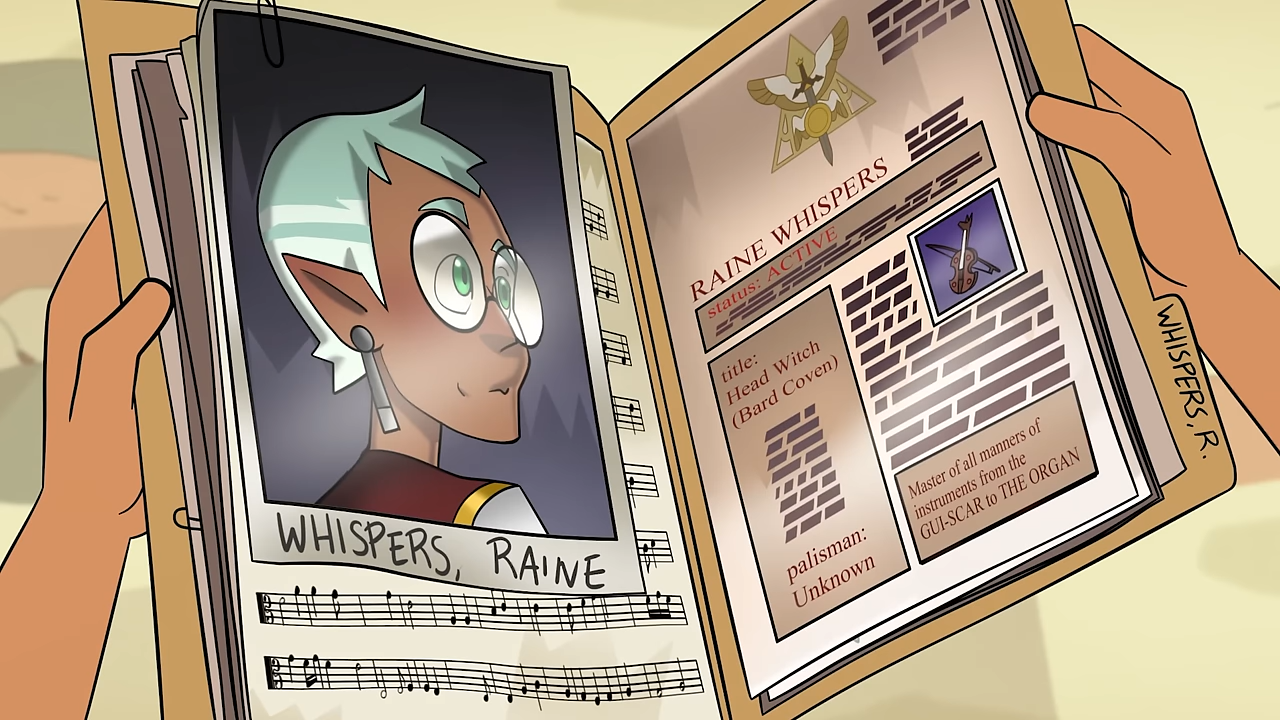 WHISPERS, RAINE
RAINE WHISPERS
status: ACTIVE
title:
Head Witch
(Bard Coven)
palisman:
Unknown
Master of all manners of
instruments from the
GUI-SCAR to THE ORGAN
WHISPERS, R.